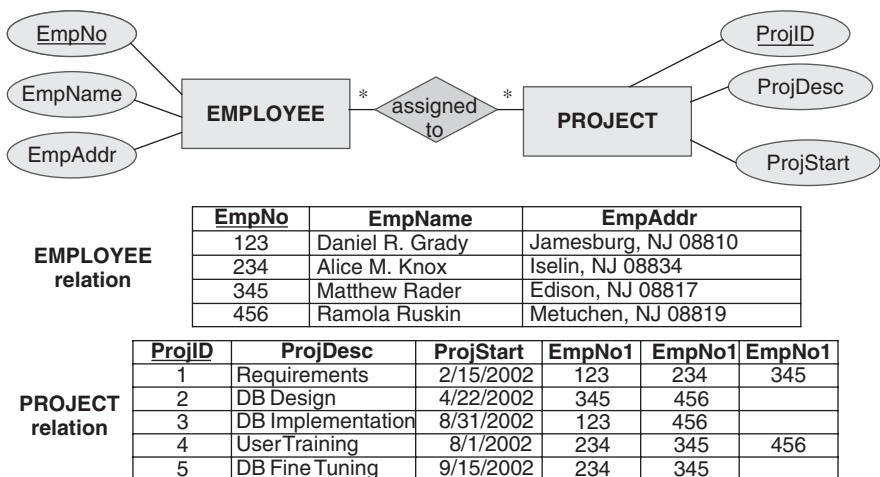 EmpNo
EmpName
EmpAddr
EMPLOYEE
*
assigned
to
*
PROJECT
ProjID
ProjDesc
ProjStart
EMPLOYEE
relation
EmpNo EmpName EmpAddr
123 Daniel R. Grady Jamesburg, NJ 08810
234 Alice M. Knox Iselin, NJ 08834
345 Matthew Rader Edison, NJ 08817
456 Ramola Ruskin Metuchen, NJ 08819
PROJECT
relation
ProjID ProjDesc ProjStart EmpNo1 EmpNo1 EmpNo1
1 Requirements 2/15/2002 123 234 345
2 DB Design 4/22/2002 345 456
3 DB Implementation 8/31/2002 123 456
4 User Training 8/1/2002 234 345 456
5 DB Fine Tuning 9/15/2002 234 345